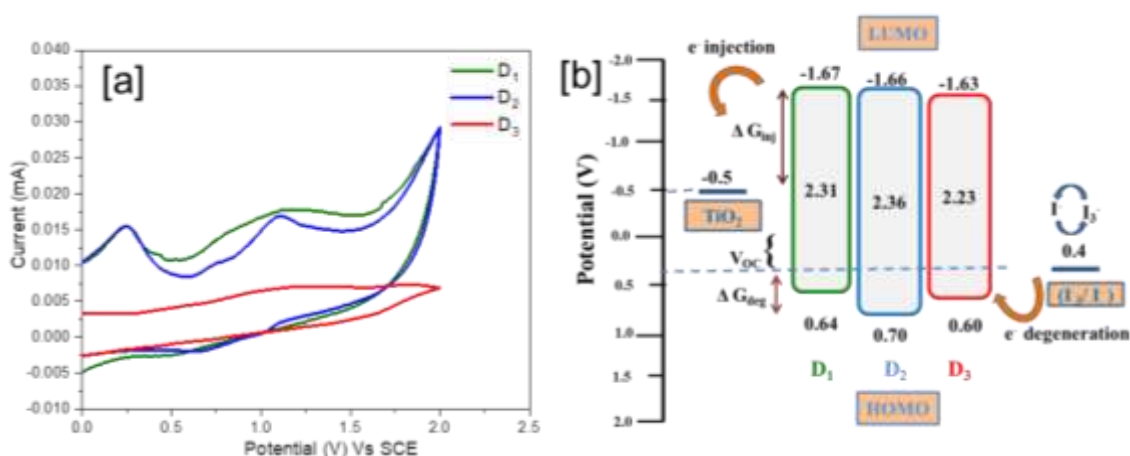 [a]
D₁
D₂
D₃
Current (mA)
0.040
0.035
0.030
0.025
0.020
0.015
0.010
0.005
0.000
-0.005
-0.010
0.0 0.5 1.0 1.5 2.0 2.5
Potential (V) Vs SCE
[b]
LUMO
e⁻ injection
-1.67 -1.66 -1.63
Δ Ginj
Potential (V)
-2.0
-1.5
-1.0
-0.5
0.0
0.5
1.0
1.5
2.0
-0.5
TiO₂
2.31 2.36 2.23
I⁻ I₃⁻
0.4
(I₃⁻/ I⁻)
VOC {
Δ Gdeg
0.64 0.70 0.60
e⁻ degeneration
D₁ D₂ D₃
HOMO